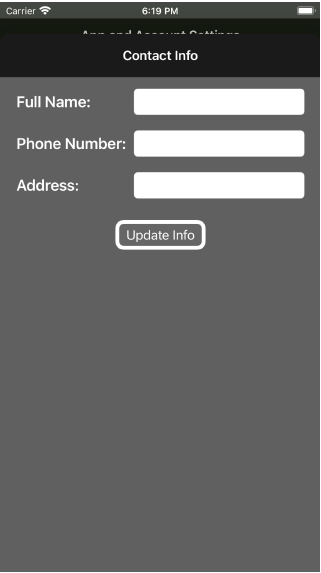 Carrier 6:19 PM
App and Account Settings
Contact Info
Full Name:
Phone Number:
Address:
Update Info